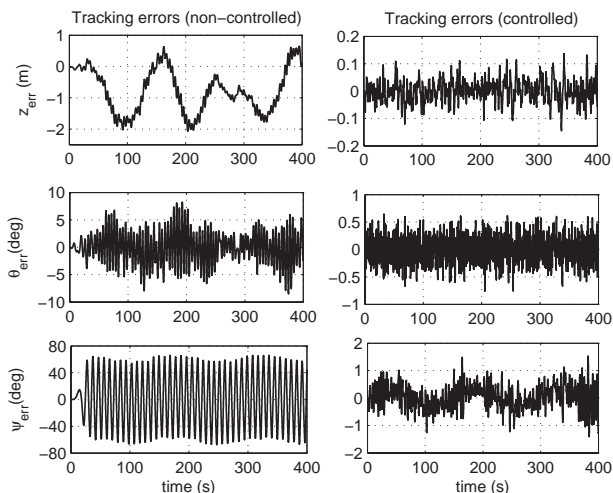 Tracking errors (non−controlled)
Tracking errors (controlled)
z_err (m)
1
0
−1
−2
0 100 200 300 400
0.2
0.1
0
−0.1
−0.2
0 100 200 300 400
θ_err(deg)
10
5
0
−5
−10
0 100 200 300 400
1
0.5
0
−0.5
−1
0 100 200 300 400
ψ_err(deg)
80
40
0
−40
−80
0 100 200 300 400
time (s)
2
1
0
−1
−2
0 100 200 300 400
time (s)